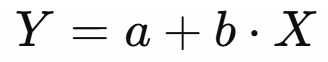 Y = a + b · X